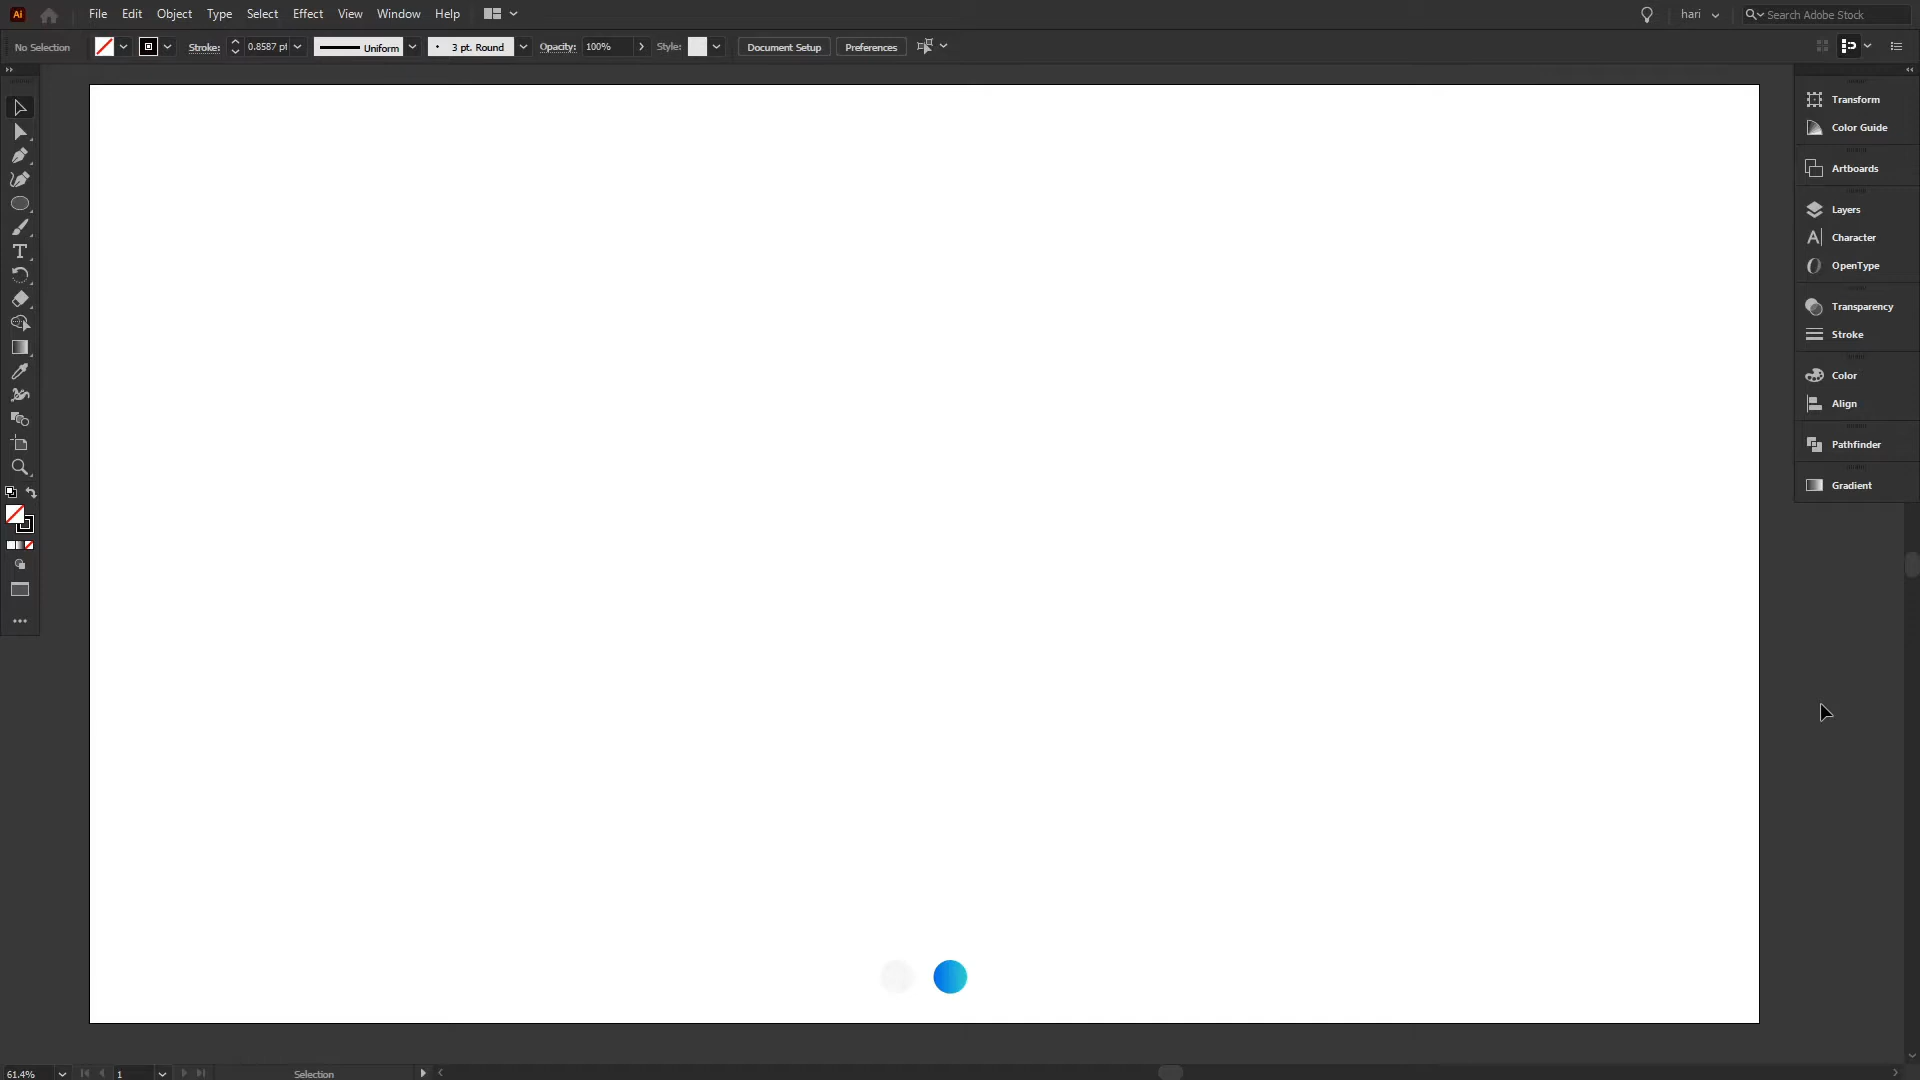 Ai File Edit Object Type Select Effect View Window Help hari Search Adobe Stock
No Selection Stroke: 0.8587 pt Uniform 3 pt. Round Opacity: 100% Style: Document Setup Preferences
Transform
Color Guide
Artboards
Layers
Character
OpenType
Transparency
Stroke
Color
Align
Pathfinder
Gradient
61.4% 1 Selection